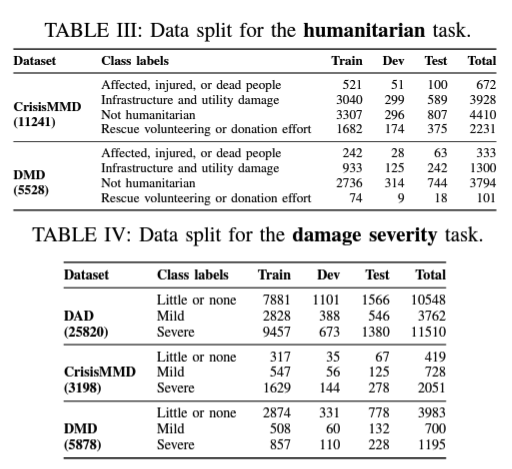 TABLE III: Data split for the humanitarian task.
Dataset Class labels Train Dev Test Total
CrisisMMD (11241)
Affected, injured, or dead people 521 51 100 672
Infrastructure and utility damage 3040 299 589 3928
Not humanitarian 3307 296 807 4410
Rescue volunteering or donation effort 1682 174 375 2231
DMD (5528)
Affected, injured, or dead people 242 28 63 333
Infrastructure and utility damage 933 125 242 1300
Not humanitarian 2736 314 744 3794
Rescue volunteering or donation effort 74 9 18 101
TABLE IV: Data split for the damage severity task.
Dataset Class labels Train Dev Test Total
DAD (25820)
Little or none 7881 1101 1566 10548
Mild 2828 388 546 3762
Severe 9457 673 1380 11510
CrisisMMD (3198)
Little or none 317 35 67 419
Mild 547 56 125 728
Severe 1629 144 278 2051
DMD (5878)
Little or none 2874 331 778 3983
Mild 508 60 132 700
Severe 857 110 228 1195